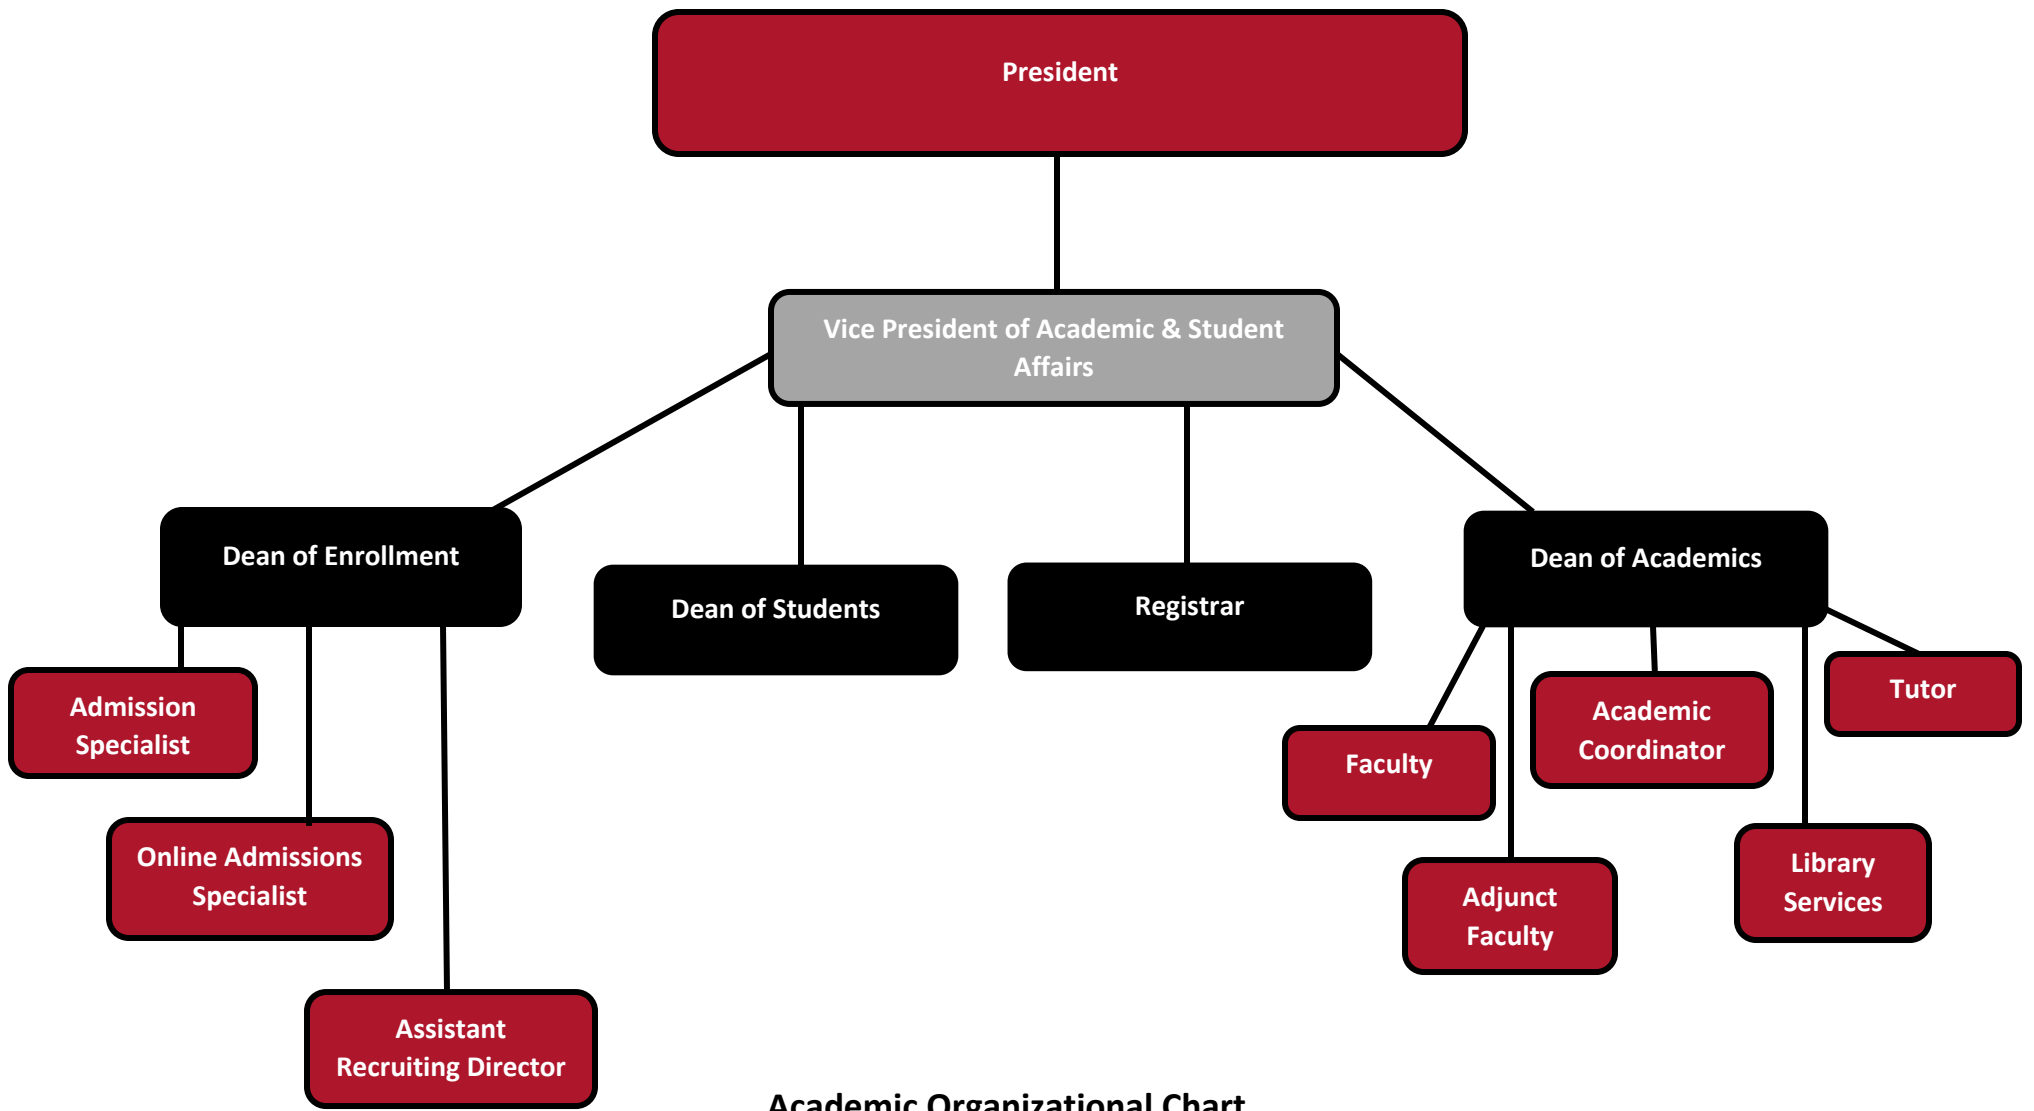 President
Vice President of Academic & Student
Affairs
Dean of Enrollment
Dean of Students
Registrar
Dean of Academics
Admission
Specialist
Online Admissions
Specialist
Assistant
Recruiting Director
Faculty
Adjunct
Faculty
Academic
Coordinator
Library
Services
Tutor
Academic Organizational Chart